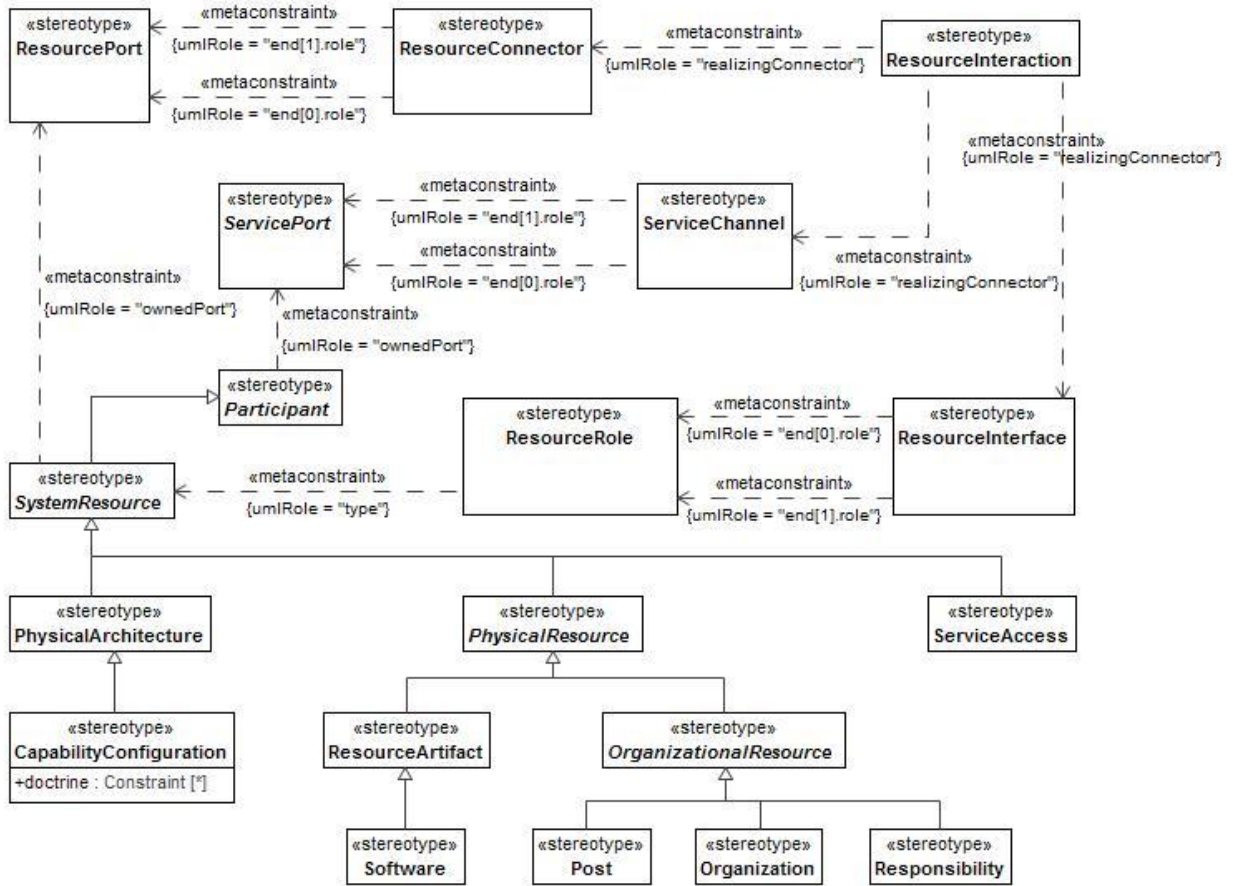 «stereotype»
ResourcePort
«metaconstraint»
{umlRole = "end[1].role"}
«metaconstraint»
{umlRole = "end[0].role"}
«stereotype»
ResourceConnector
«metaconstraint»
{umlRole = "realizingConnector"}
«stereotype»
ResourceInteraction
«metaconstraint»
{umlRole = "realizingConnector"}
«stereotype»
ServicePort
«metaconstraint»
{umlRole = "end[1].role"}
«metaconstraint»
{umlRole = "end[0].role"}
«stereotype»
ServiceChannel
«metaconstraint»
{umlRole = "realizingConnector"}
«metaconstraint»
{umlRole = "ownedPort"}
«metaconstraint»
{umlRole = "ownedPort"}
«stereotype»
Participant
«stereotype»
ResourceRole
«metaconstraint»
{umlRole = "end[0].role"}
«metaconstraint»
{umlRole = "end[1].role"}
«stereotype»
ResourceInterface
«stereotype»
SystemResource
«metaconstraint»
{umlRole = "type"}
«stereotype»
PhysicalArchitecture
«stereotype»
PhysicalResource
«stereotype»
ServiceAccess
«stereotype»
CapabilityConfiguration
+doctrine : Constraint [*]
«stereotype»
ResourceArtifact
«stereotype»
OrganizationalResource
«stereotype»
Software
«stereotype»
Post
«stereotype»
Organization
«stereotype»
Responsibility